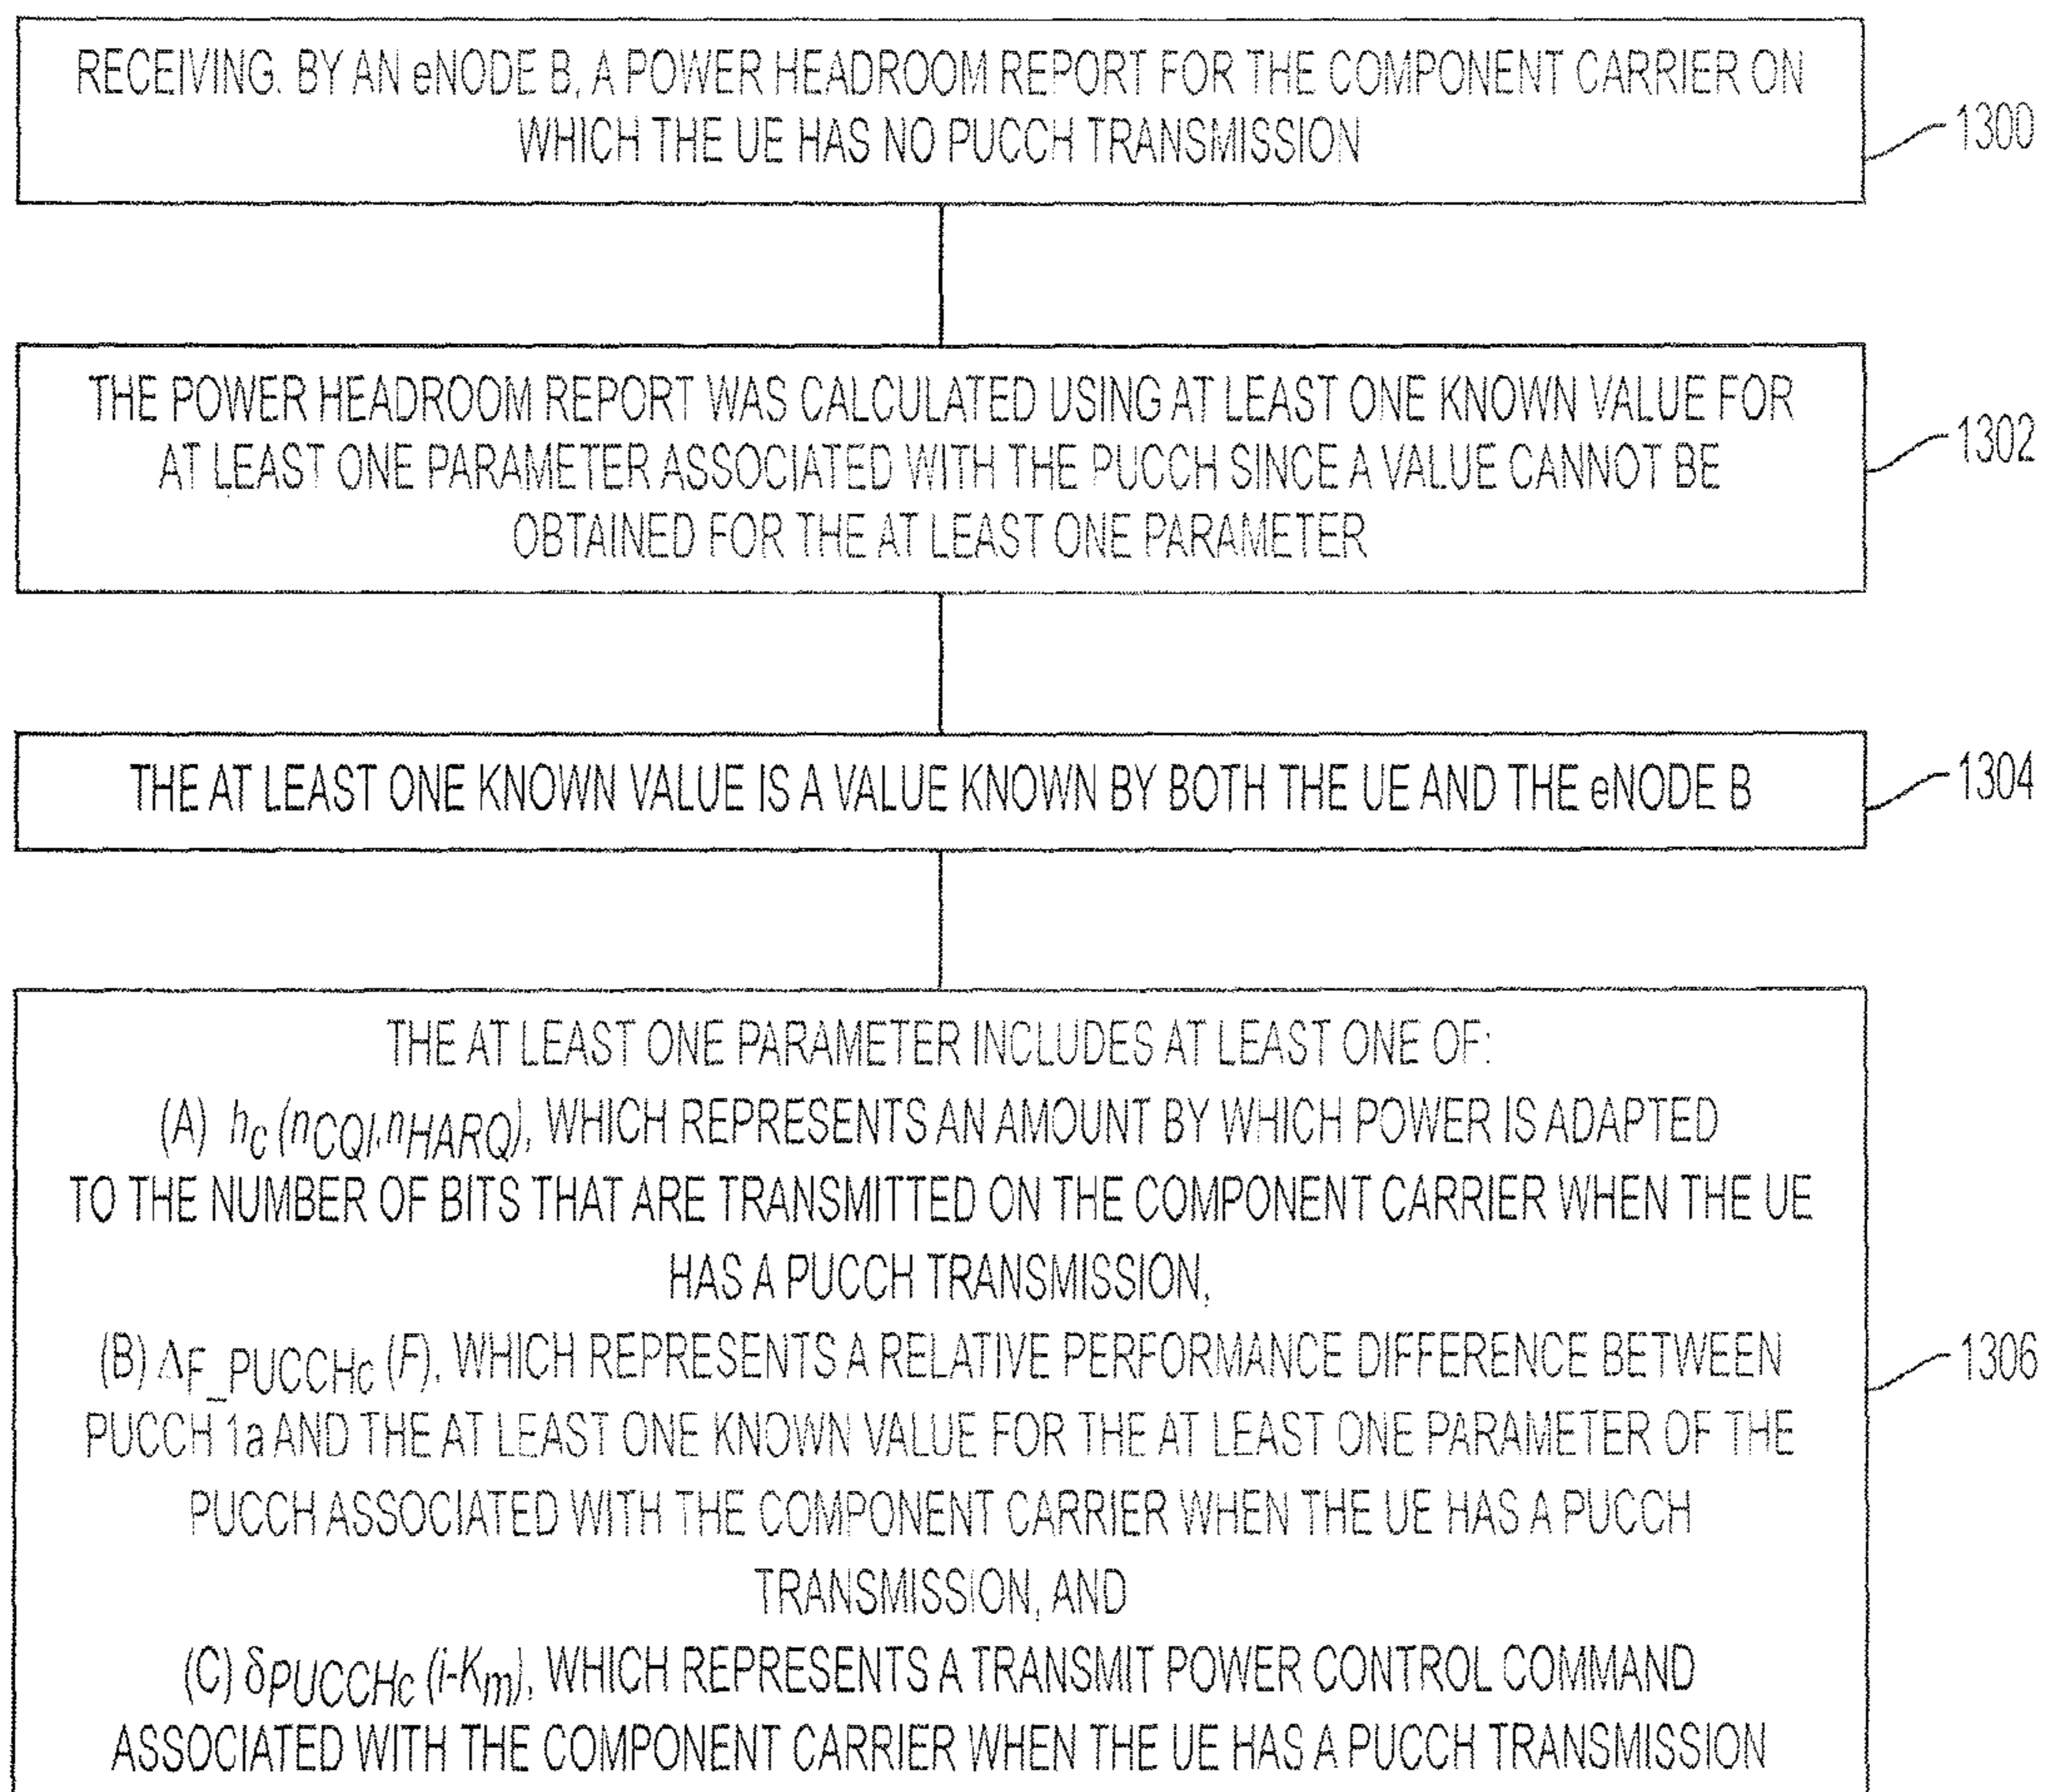 RECEIVING. BY AN eNODE B, A POWER HEADROOM REPORT FOR THE COMPONENT CARRIER ON
WHICH THE UE HAS NO PUCCH TRANSMISSION
1300
THE POWER HEADROOM REPORT WAS CALCULATED USING AT LEAST ONE KNOWN VALUE FOR
AT LEAST ONE PARAMETER ASSOCIATED WITH THE PUCCH SINCE A VALUE CANNOT BE
OBTAINED FOR THE AT LEAST ONE PARAMETER
1302
THE AT LEAST ONE KNOWN VALUE IS A VALUE KNOWN BY BOTH THE UE AND THE eNODE B
1304
THE AT LEAST ONE PARAMETER INCLUDES AT LEAST ONE OF:
(A) hc (nCQI,nHARQ), WHICH REPRESENTS AN AMOUNT BY WHICH POWER IS ADAPTED
TO THE NUMBER OF BITS THAT ARE TRANSMITTED ON THE COMPONENT CARRIER WHEN THE UE
HAS A PUCCH TRANSMISSION,
(B) ΔF_PUCCHc (F), WHICH REPRESENTS A RELATIVE PERFORMANCE DIFFERENCE BETWEEN
PUCCH 1a AND THE AT LEAST ONE KNOWN VALUE FOR THE AT LEAST ONE PARAMETER OF THE
PUCCH ASSOCIATED WITH THE COMPONENT CARRIER WHEN THE UE HAS A PUCCH
TRANSMISSION, AND
(C) δPUCCHc (i-Km), WHICH REPRESENTS A TRANSMIT POWER CONTROL COMMAND
ASSOCIATED WITH THE COMPONENT CARRIER WHEN THE UE HAS A PUCCH TRANSMISSION
1306